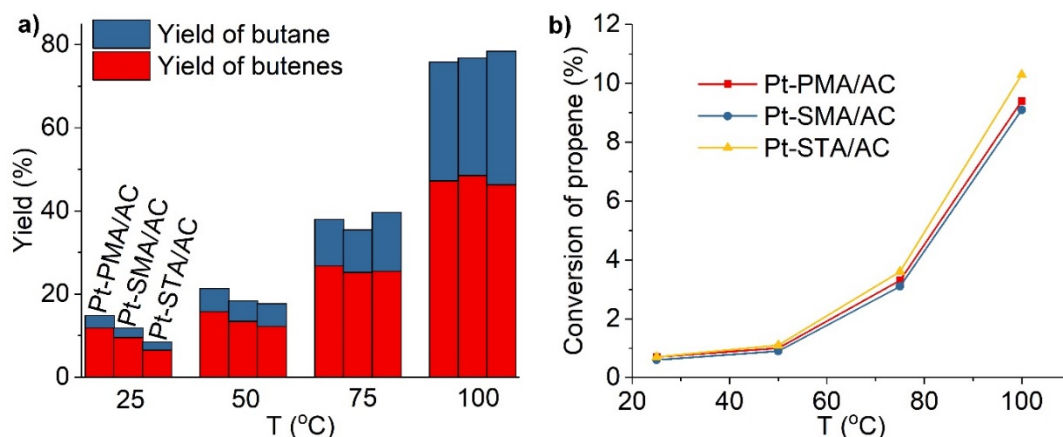 a)
Yield of butane
Yield of butenes
80
60
40
20
0
Yield (%)
Pt-PMA/AC
Pt-SMA/AC
Pt-STA/AC
25 50 75 100
T (°C)
b)
12
10
8
6
4
2
0
Conversion of propene (%)
Pt-PMA/AC
Pt-SMA/AC
Pt-STA/AC
20 40 60 80 100
T (°C)